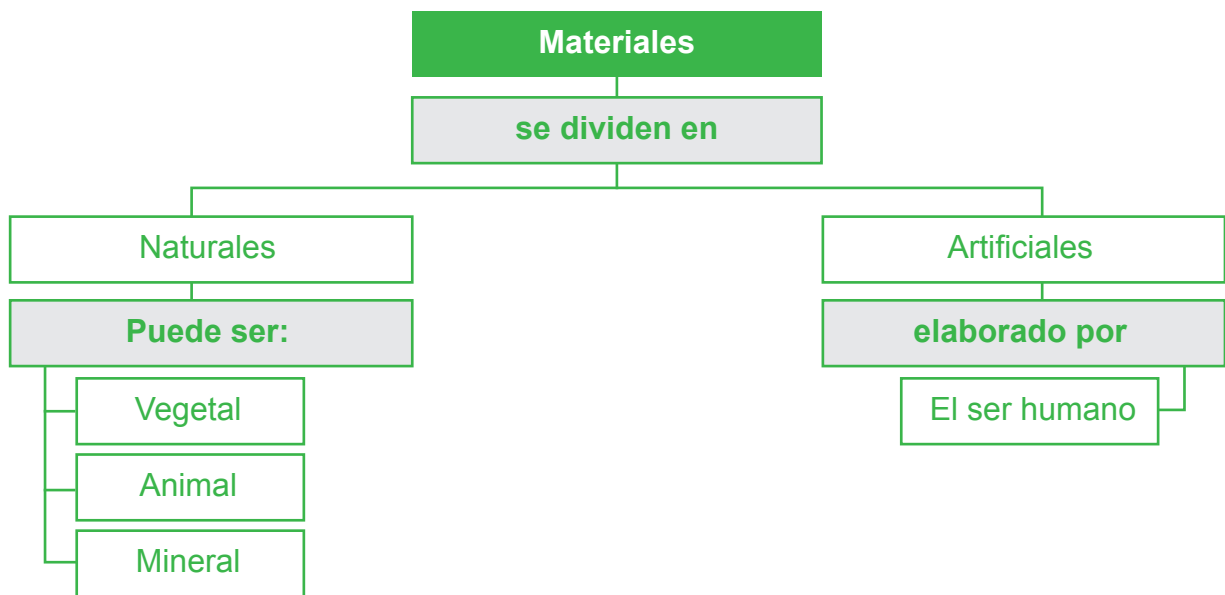 Materiales
se dividen en
Naturales
Puede ser:
Vegetal
Animal
Mineral
Artificiales
elaborado por
El ser humano